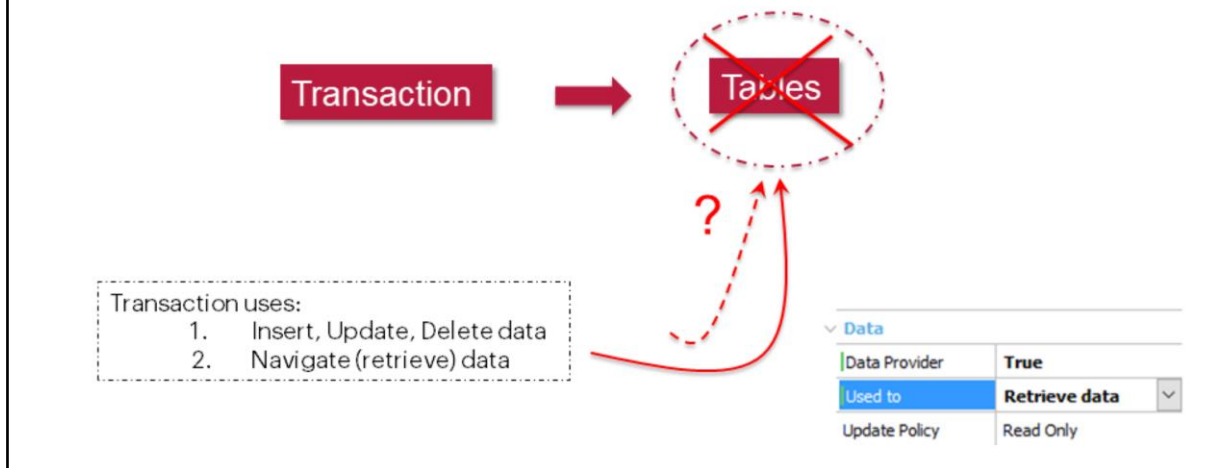 Transaction
Tables
?
Transaction uses:
1. Insert, Update, Delete data
2. Navigate (retrieve) data
Data
Data Provider True
Used to Retrieve data
Update Policy Read Only